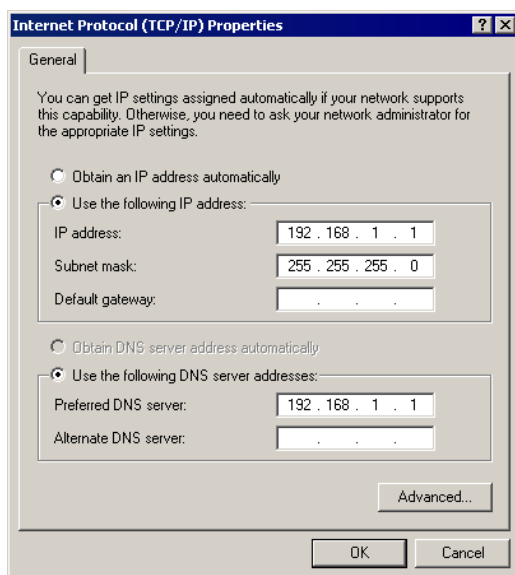 Internet Protocol (TCP/IP) Properties
General
You can get IP settings assigned automatically if your network supports
this capability. Otherwise, you need to ask your network administrator for
the appropriate IP settings.
Obtain an IP address automatically
Use the following IP address:
IP address: 192 . 168 . 1 . 1
Subnet mask: 255 . 255 . 255 . 0
Default gateway: . . .
Obtain DNS server address automatically
Use the following DNS server addresses:
Preferred DNS server: 192 . 168 . 1 . 1
Alternate DNS server: . . .
Advanced...
OK Cancel